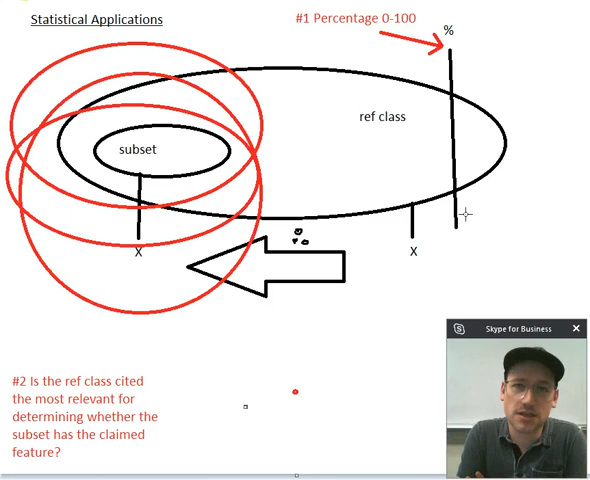 Statistical Applications
#1 Percentage 0-100
%
ref class
subset
X
X
Skype for Business
#2 Is the ref class cited
the most relevant for
determining whether the
subset has the claimed
feature?